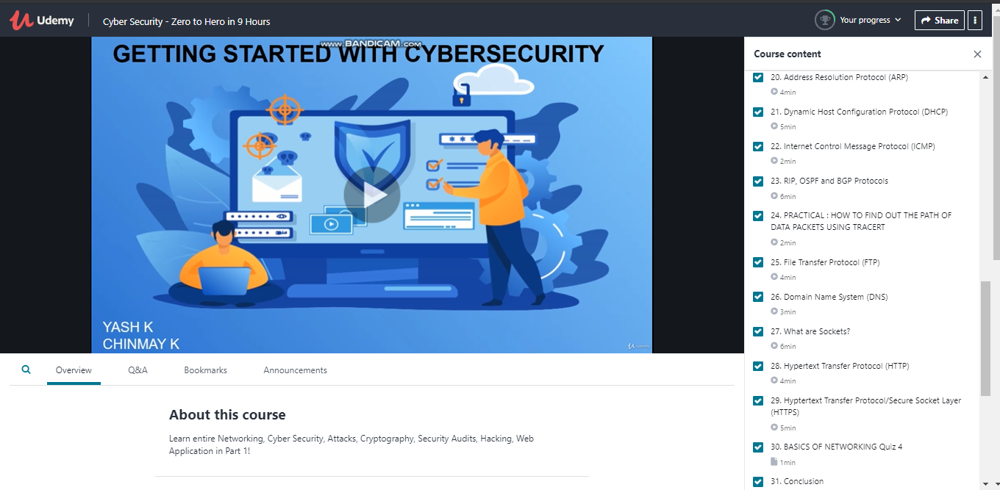 Udemy
Cyber Security - Zero to Hero in 9 Hours
Your progress
Share
www.BANDICAM.com
GETTING STARTED WITH CYBERSECURITY
YASH K
CHINMAY K
Udemy
Course content
20. Address Resolution Protocol (ARP)
4min
21. Dynamic Host Configuration Protocol (DHCP)
5min
22. Internet Control Message Protocol (ICMP)
2min
23. RIP, OSPF and BGP Protocols
6min
24. PRACTICAL : HOW TO FIND OUT THE PATH OF
DATA PACKETS USING TRACERT
2min
25. File Transfer Protocol (FTP)
4min
26. Domain Name System (DNS)
3min
27. What are Sockets?
6min
28. Hypertext Transfer Protocol (HTTP)
4min
29. Hyptertext Transfer Protocol/Secure Socket Layer
(HTTPS)
5min
30. BASICS OF NETWORKING Quiz 4
1min
31. Conclusion
Overview
Q&A
Bookmarks
Announcements
About this course
Learn entire Networking, Cyber Security, Attacks, Cryptography, Security Audits, Hacking, Web
Application in Part 1!